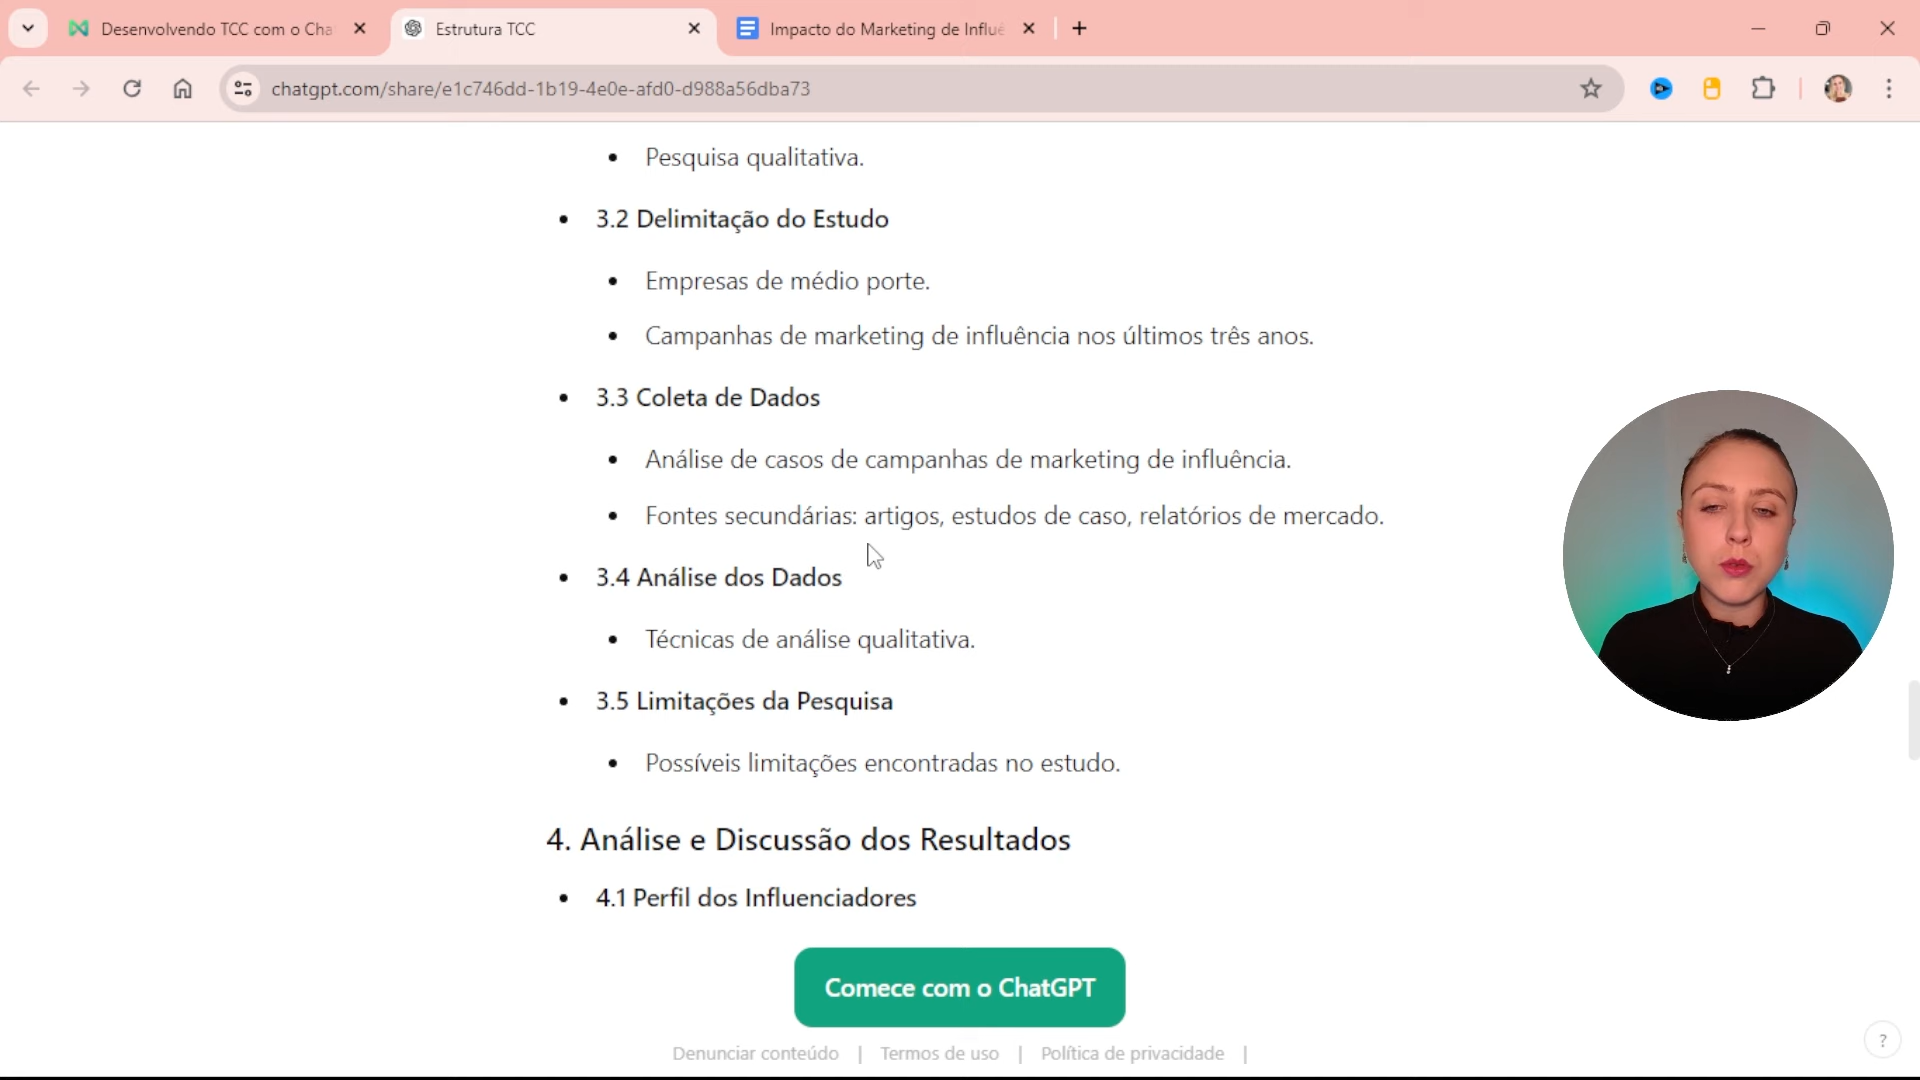 Desenvolvendo TCC com o Cha
Estrutura TCC
Impacto do Marketing de Influê
chatgpt.com/share/e1c746dd-1b19-4e0e-afd0-d988a56dba73
Pesquisa qualitativa.
3.2 Delimitação do Estudo
Empresas de médio porte.
Campanhas de marketing de influência nos últimos três anos.
3.3 Coleta de Dados
Análise de casos de campanhas de marketing de influência.
Fontes secundárias: artigos, estudos de caso, relatórios de mercado.
3.4 Análise dos Dados
Técnicas de análise qualitativa.
3.5 Limitações da Pesquisa
Possíveis limitações encontradas no estudo.
4. Análise e Discussão dos Resultados
4.1 Perfil dos Influenciadores
Comece com o ChatGPT
Denunciar conteúdo | Termos de uso | Política de privacidade |
?